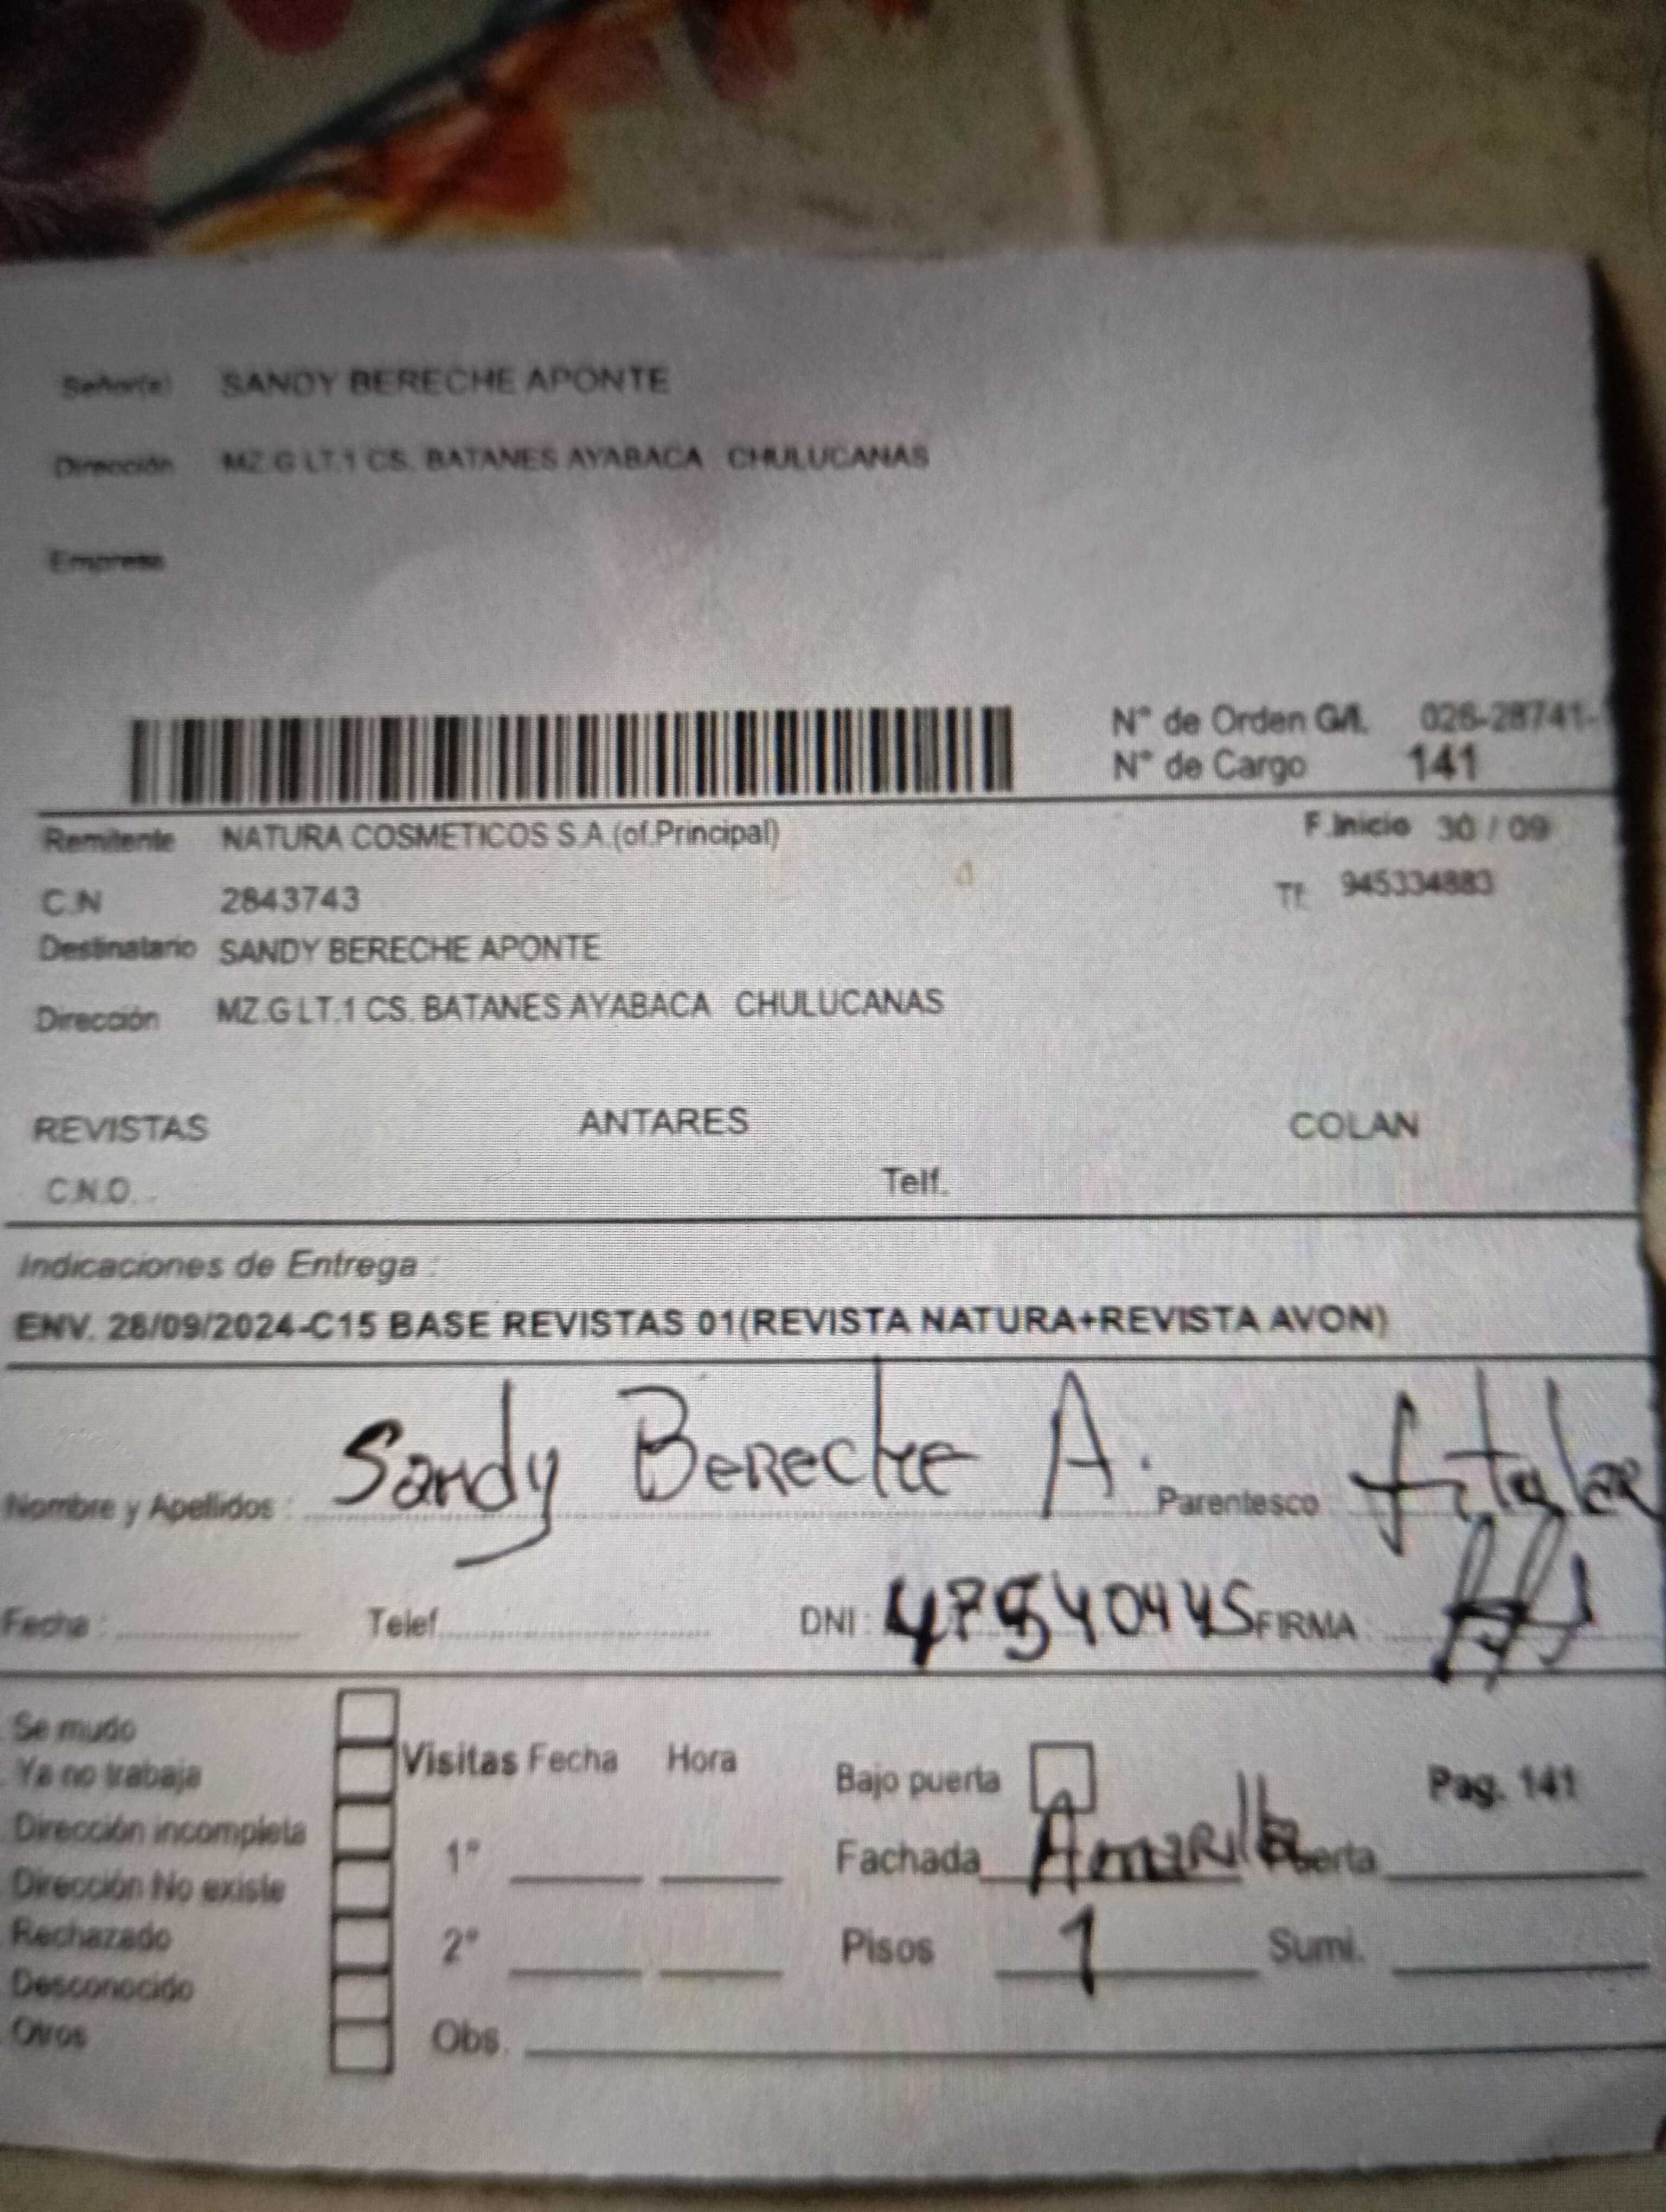 Señor(e) SANDY BERECHE APONTE
Dirección MZ.G LT.1 CS. BATANES AYABACA CHULUCANAS
Empresa
N° de Orden G/I. 026-28741-
N° de Cargo 141
Remitente NATURA COSMETICOS S.A.(of.Principal) F.Inicio 30 / 09
C.N 2843743 Tf: 945334883
Destinatario SANDY BERECHE APONTE
Dirección MZ.G LT.1 CS. BATANES AYABACA CHULUCANAS
REVISTAS ANTARES COLAN
C.N.O. Telf.
Indicaciones de Entrega :
ENV. 28/09/2024-C15 BASE REVISTAS 01(REVISTA NATURA+REVISTA AVON)
Nombre y Apellidos : Sandy Bereche A. Parentesco titular
Fecha : Telef. DNI : 47540445 FIRMA :
Se mudo
Ya no trabaja Visitas Fecha Hora Bajo puerta Pag. 141
Dirección incompleta 1° Fachada Amarilla Puerta
Dirección No existe
Rechazado 2° Pisos 1 Sumi.
Desconocido
Otros Obs.